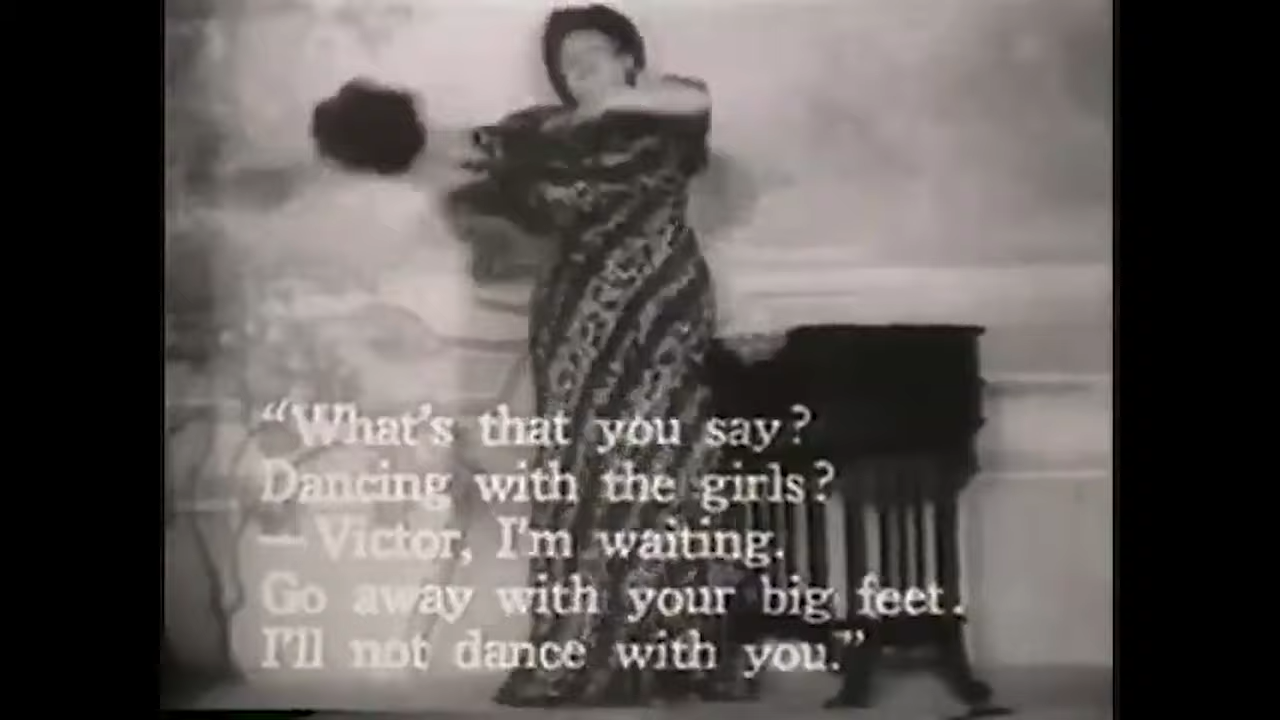 “What's that you say?
Dancing with the girls?
—Victor, I'm waiting.
Go away with your big feet.
I'll not dance with you.”